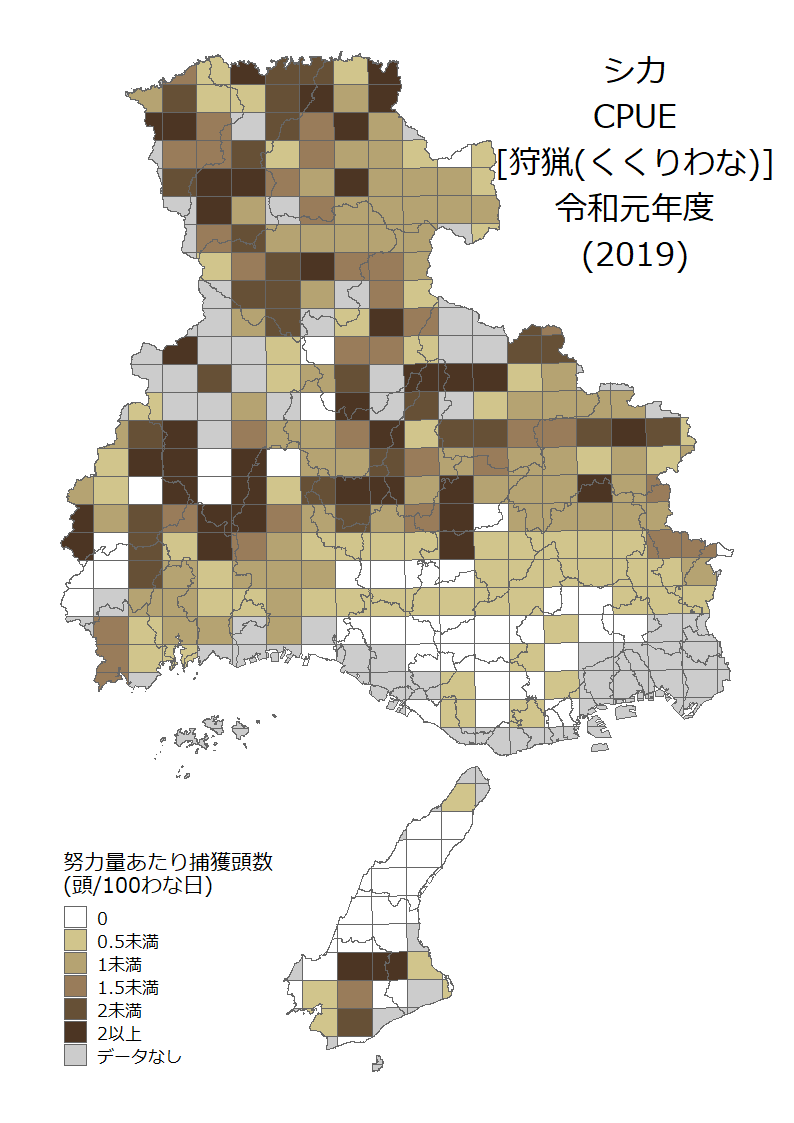 シカ
CPUE
[狩猟(くくりわな)]
令和元年度
(2019)
努力量あたり捕獲頭数
(頭/100わな日)
0
0.5未満
1未満
1.5未満
2未満
2以上
データなし